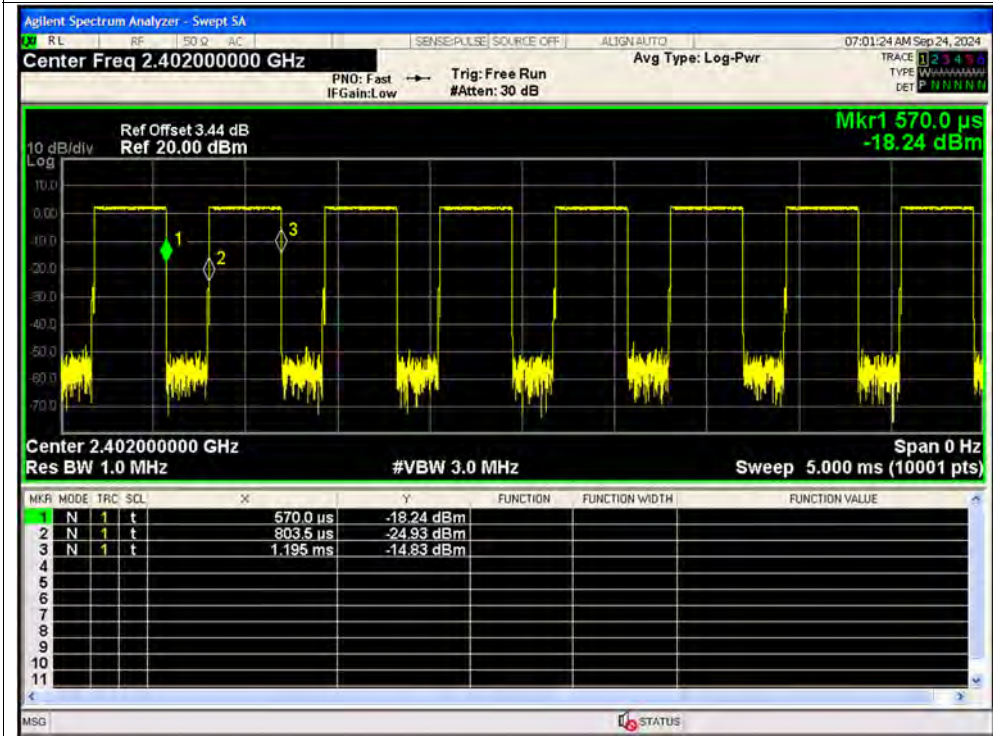 Agilent Spectrum Analyzer - Swept SA
RL RF 50 Ω AC SENSE:PULSE SOURCE OFF ALIGN AUTO 07:01:24 AM Sep 24, 2024
Center Freq 2.402000000 GHz
PNO: Fast
IFGain:Low
Trig: Free Run
#Atten: 30 dB
Avg Type: Log-Pwr
TRACE 1 2 3 4 5 6
TYPE W
DET P N N N N N
Mkr1 570.0 µs
-18.24 dBm
Ref Offset 3.44 dB
10 dB/div Ref 20.00 dBm
Log
10.0
0.00
-10.0
-20.0
-30.0
-40.0
-50.0
-60.0
-70.0
1
2
3
Center 2.402000000 GHz Span 0 Hz
Res BW 1.0 MHz #VBW 3.0 MHz Sweep 5.000 ms (10001 pts)
MKR MODE TRC SCL X Y FUNCTION FUNCTION WIDTH FUNCTION VALUE
1 N 1 t 570.0 µs -18.24 dBm
2 N 1 t 803.5 µs -24.93 dBm
3 N 1 t 1.195 ms -14.83 dBm
4
5
6
7
8
9
10
11
MSG STATUS